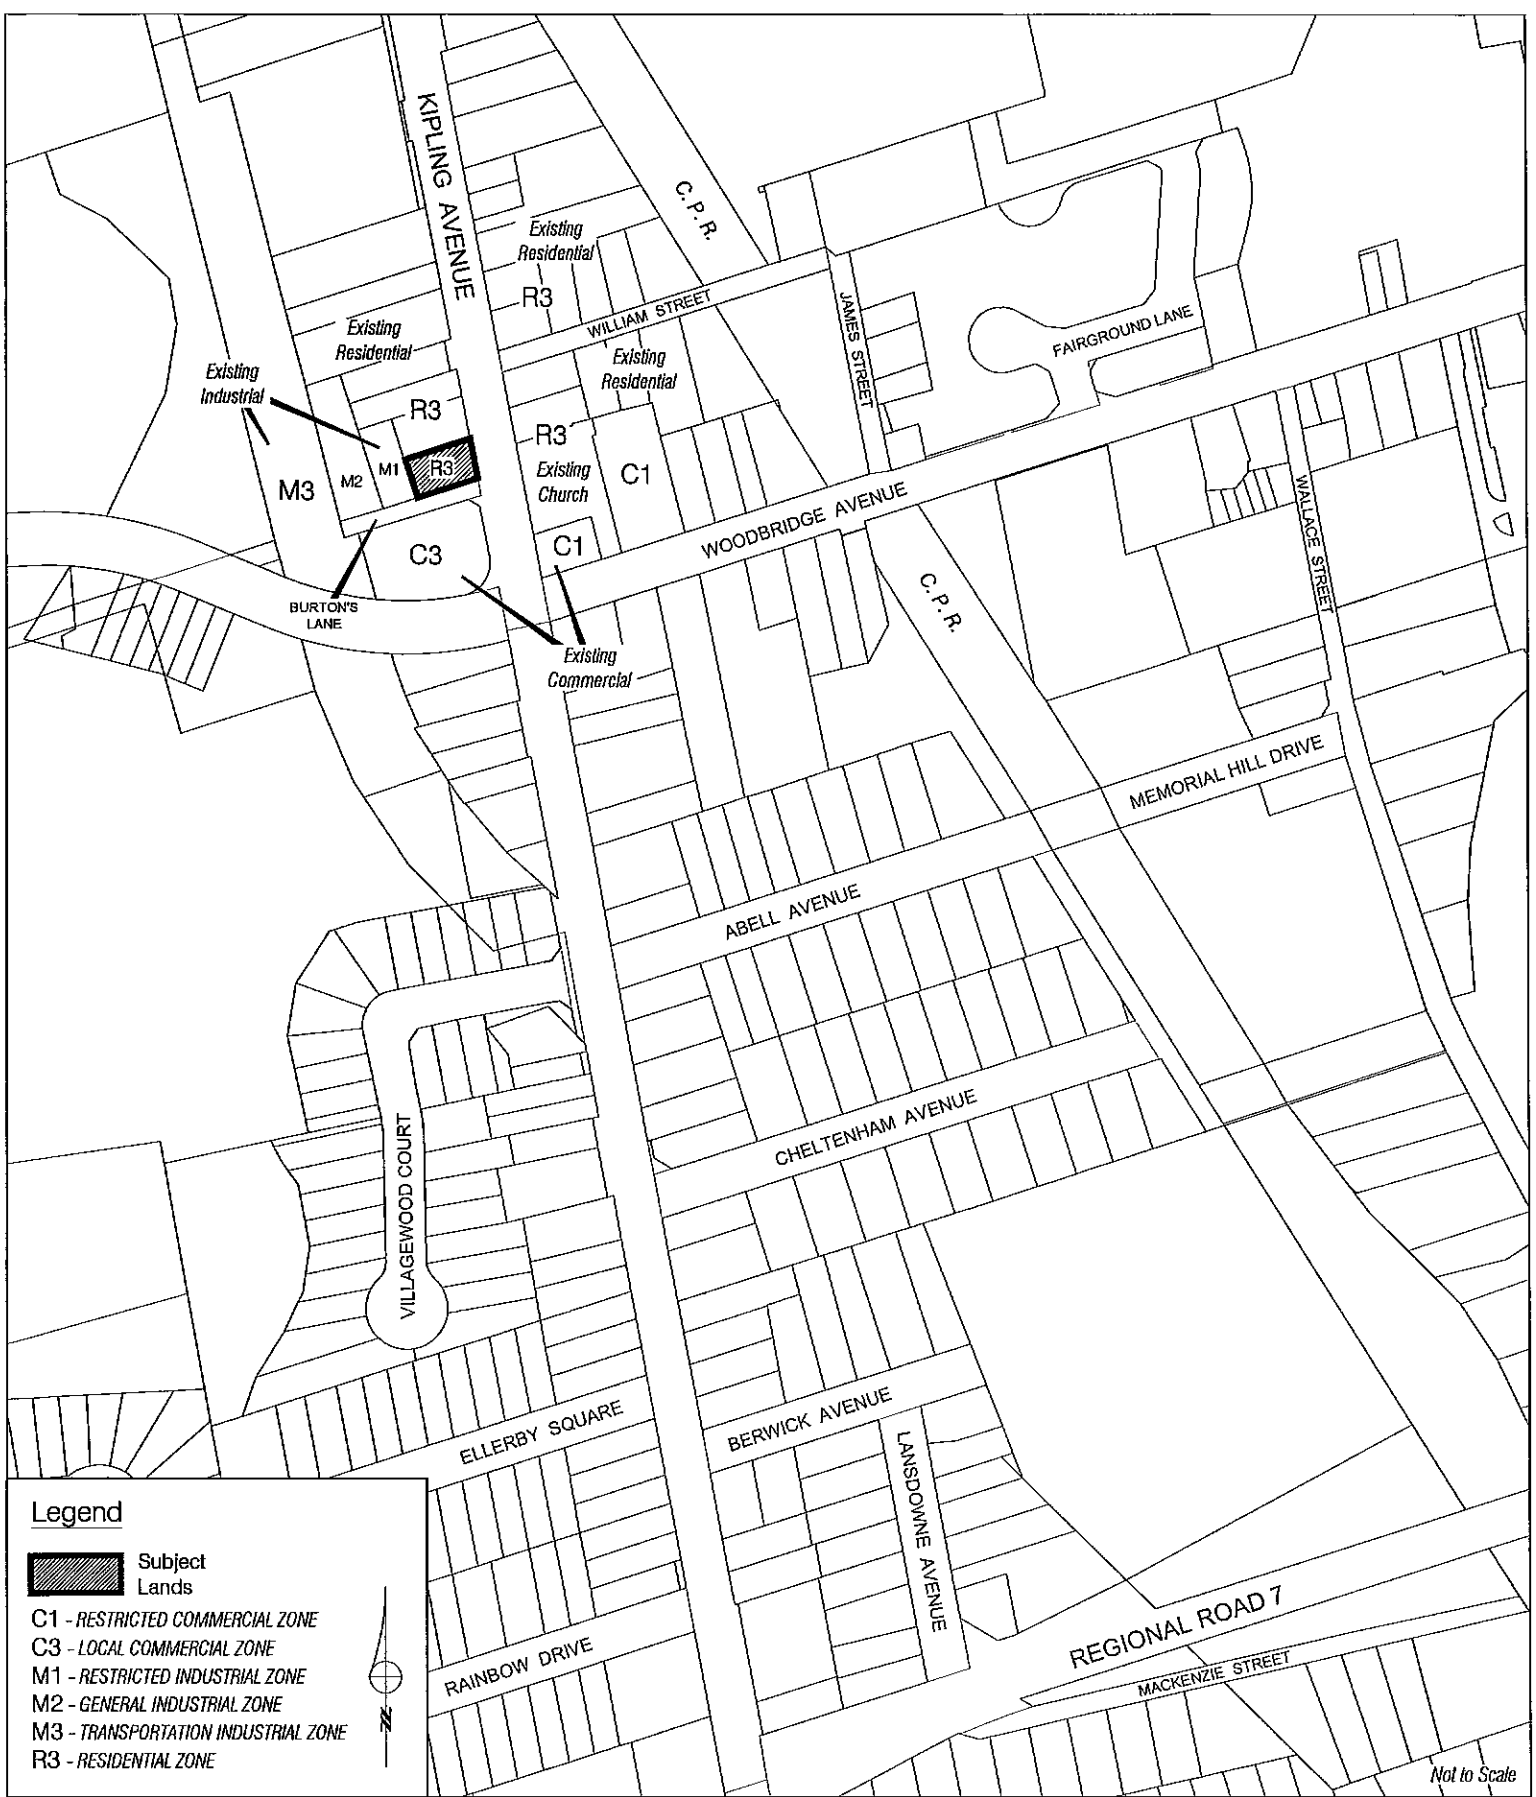 KIPLING AVENUE
C.P.R.
Existing
Residential
R3
WILLIAM STREET
JAMES STREET
FAIRGROUND LANE
Existing
Residential
Existing
Residential
Existing
Industrial
R3
R3
M1
R3
M2
M3
Existing
Church
C1
WOODBRIDGE AVENUE
WALLACE STREET
C3
C1
C.P.R.
BURTON'S
LANE
Existing
Commercial
MEMORIAL HILL DRIVE
ABELL AVENUE
CHELTENHAM AVENUE
VILLAGEWOOD COURT
ELLERBY SQUARE
BERWICK AVENUE
LANSDOWNE AVENUE
RAINBOW DRIVE
REGIONAL ROAD 7
MACKENZIE STREET
Legend
Subject
Lands
C1 - RESTRICTED COMMERCIAL ZONE
C3 - LOCAL COMMERCIAL ZONE
M1 - RESTRICTED INDUSTRIAL ZONE
M2 - GENERAL INDUSTRIAL ZONE
M3 - TRANSPORTATION INDUSTRIAL ZONE
R3 - RESIDENTIAL ZONE
N
Not to Scale